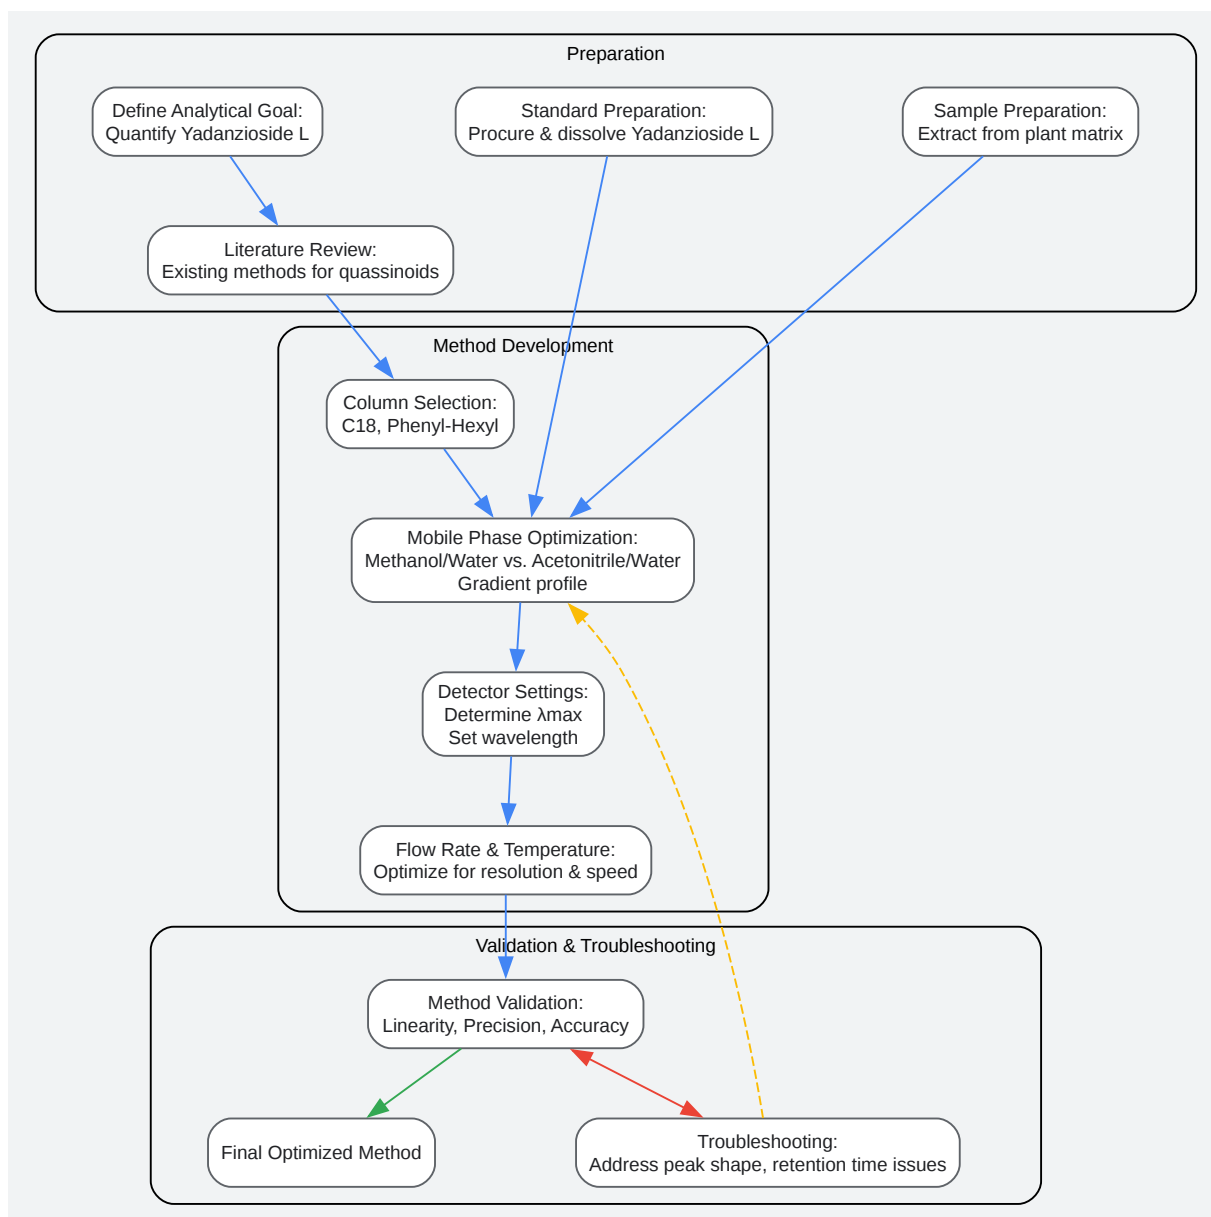 Preparation
Define Analytical Goal:
Quantify Yadanzioside L
Standard Preparation:
Procure & dissolve Yadanzioside L
Sample Preparation:
Extract from plant matrix
Literature Review:
Existing methods for quassinoids
Method Development
Column Selection:
C18, Phenyl-Hexyl
Mobile Phase Optimization:
Methanol/Water vs. Acetonitrile/Water
Gradient profile
Detector Settings:
Determine λmax
Set wavelength
Flow Rate & Temperature:
Optimize for resolution & speed
Validation & Troubleshooting
Method Validation:
Linearity, Precision, Accuracy
Final Optimized Method
Troubleshooting:
Address peak shape, retention time issues